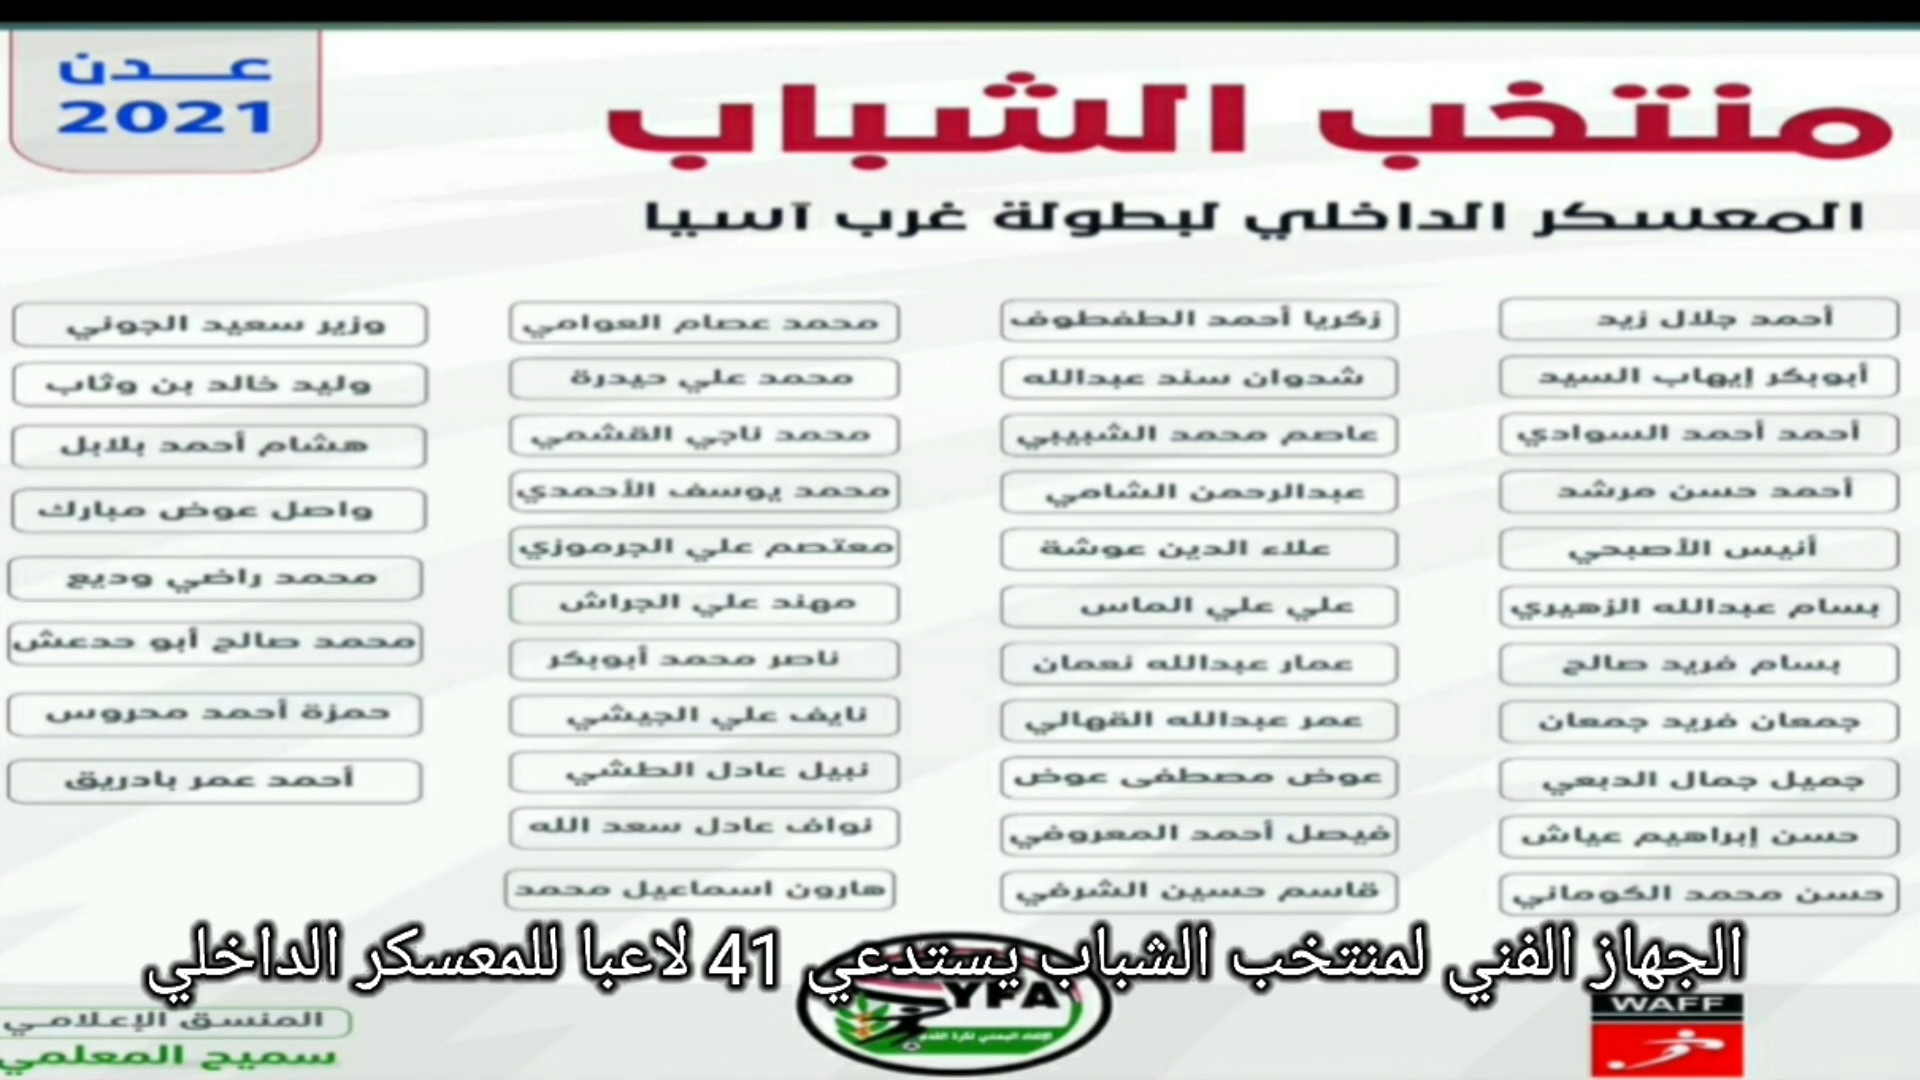 عدن
2021
منتخب الشباب
المعسكر الداخلي لبطولة غرب آسيا
أحمد جلال زيد
أبوبكر إيهاب السيد
أحمد أحمد السوادي
أحمد حسن مرشد
أنيس الأصبحي
بسام عبدالله الزهيري
بسام فريد صالح
جمعان فريد جمعان
جميل جمال الدبعي
حسن إبراهيم عياش
حسن محمد الكوماني
زكريا أحمد الطفطوف
شدوان سند عبدالله
عاصم محمد الشبيبي
عبدالرحمن الشامي
علاء الدين عوشة
علي علي الماس
عمار عبدالله نعمان
عمر عبدالله القهالي
عوض مصطفى عوض
فيصل أحمد المعروفي
قاسم حسين الشرفي
محمد عصام العوامي
محمد علي حيدرة
محمد ناجي القشمي
محمد يوسف الأحمدي
معتصم علي الجرموزي
مهند علي الجراش
ناصر محمد أبوبكر
نايف علي الجيشي
نبيل عادل الطشي
نواف عادل سعد الله
هارون اسماعيل محمد
وزير سعيد الجوني
وليد خالد بن وثاب
هشام أحمد بلابل
واصل عوض مبارك
محمد راضي وديع
محمد صالح أبو حدعش
حمزة أحمد محروس
أحمد عمر بادريق
الجهاز الفني لمنتخب الشباب يستدعي 41 لاعبا للمعسكر الداخلي
WAFF
YFA
الاتحاد اليمني لكرة القدم
المنسق الإعلامي
سميح المعلمي